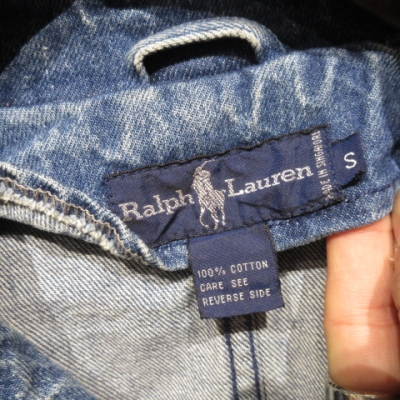 Ralph Lauren
S
100% COTTON
CARE SEE
REVERSE SIDE